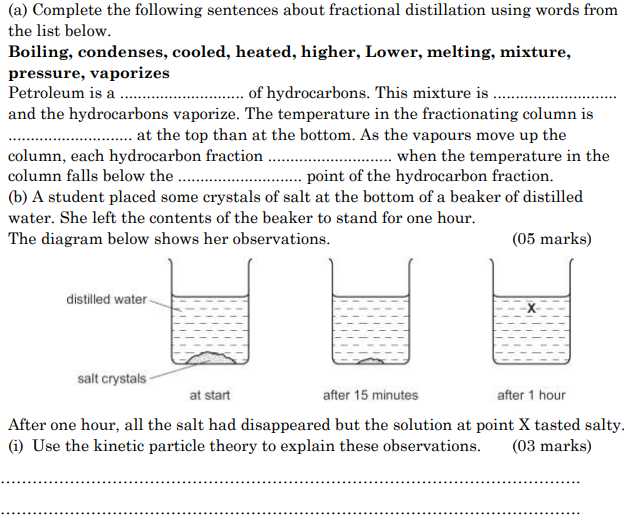 (a) Complete the following sentences about fractional distillation using words from
the list below.
Boiling, condenses, cooled, heated, higher, Lower, melting, mixture,
pressure, vaporizes
Petroleum is a ............................ of hydrocarbons. This mixture is ............................
and the hydrocarbons vaporize. The temperature in the fractionating column is
............................ at the top than at the bottom. As the vapours move up the
column, each hydrocarbon fraction ............................ when the temperature in the
column falls below the ............................ point of the hydrocarbon fraction.
(b) A student placed some crystals of salt at the bottom of a beaker of distilled
water. She left the contents of the beaker to stand for one hour.
The diagram below shows her observations. (05 marks)
distilled water
X
salt crystals
at start after 15 minutes after 1 hour
After one hour, all the salt had disappeared but the solution at point X tasted salty.
(i) Use the kinetic particle theory to explain these observations. (03 marks)
....................................................................................................
....................................................................................................